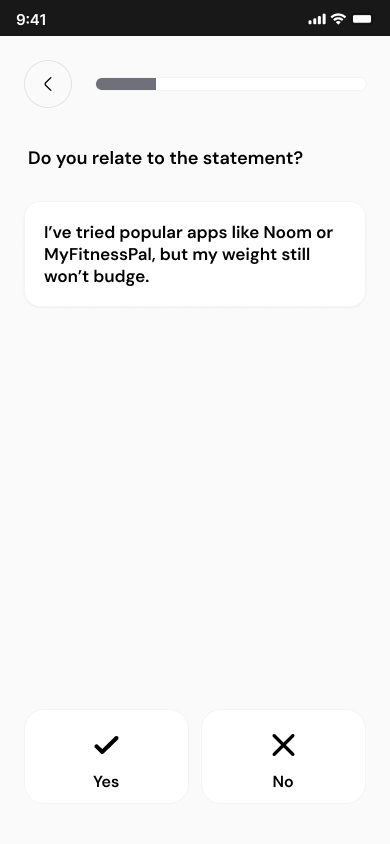 9:41
Do you relate to the statement?
I’ve tried popular apps like Noom or
MyFitnessPal, but my weight still
won’t budge.
Yes
No